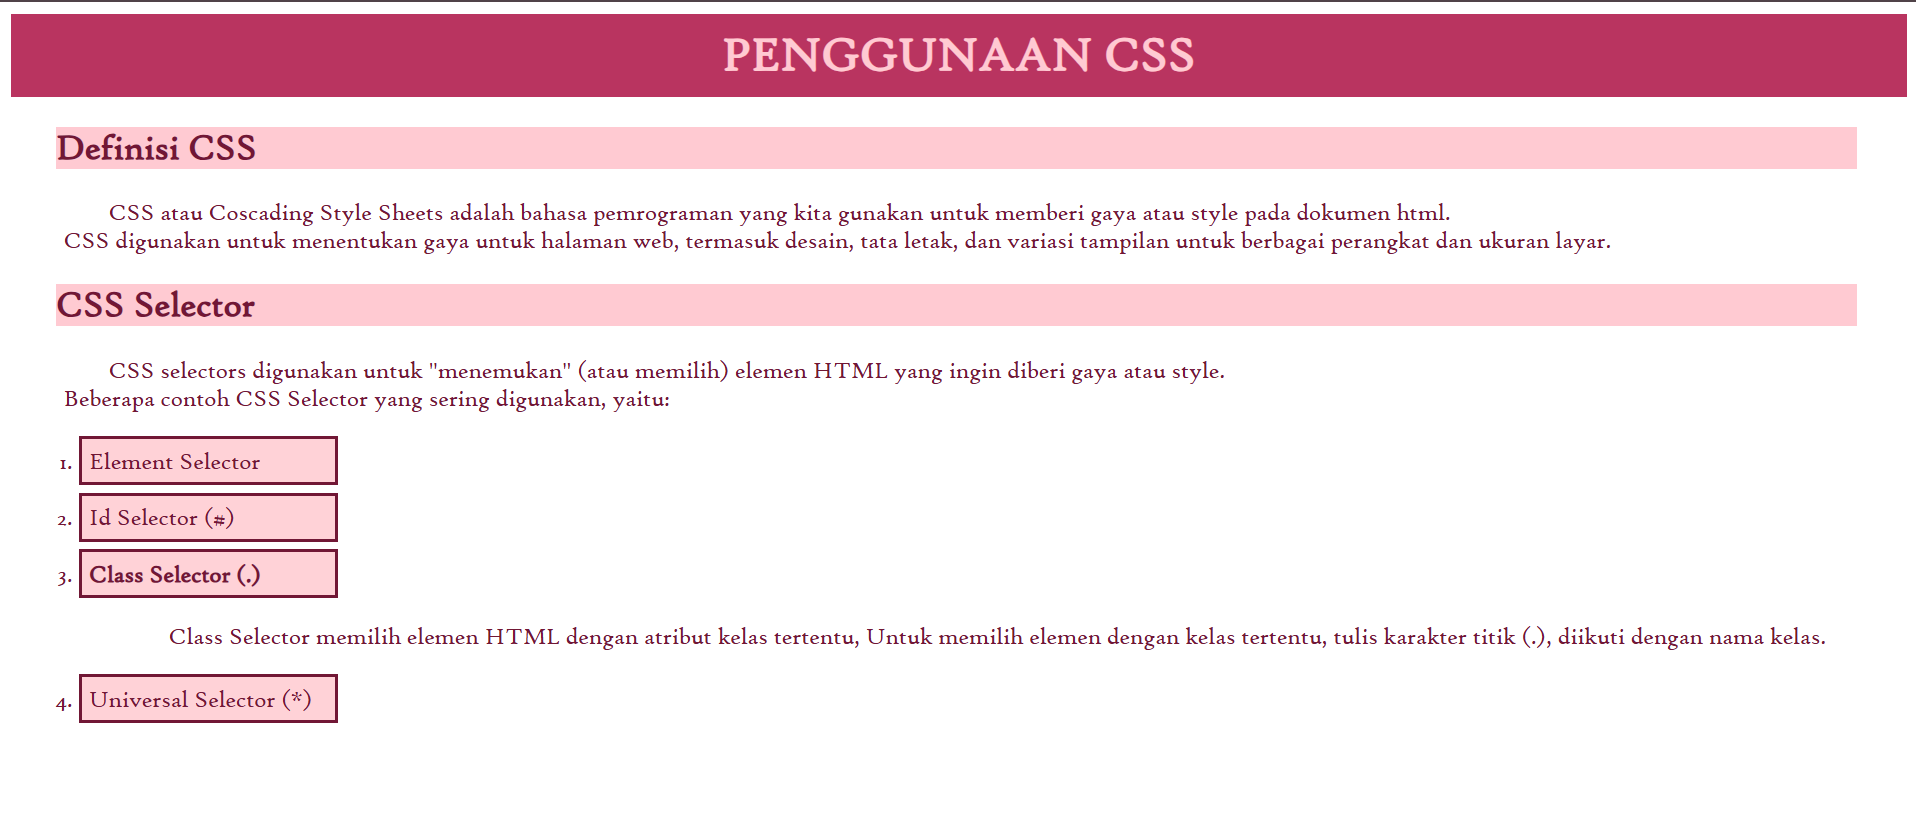 PENGGUNAAN CSS
Definisi CSS
CSS atau Coscading Style Sheets adalah bahasa pemrograman yang kita gunakan untuk memberi gaya atau style pada dokumen html.
CSS digunakan untuk menentukan gaya untuk halaman web, termasuk desain, tata letak, dan variasi tampilan untuk berbagai perangkat dan ukuran layar.
CSS Selector
CSS selectors digunakan untuk "menemukan" (atau memilih) elemen HTML yang ingin diberi gaya atau style.
Beberapa contoh CSS Selector yang sering digunakan, yaitu:
1. Element Selector
2. Id Selector (#)
3. Class Selector (.)
Class Selector memilih elemen HTML dengan atribut kelas tertentu, Untuk memilih elemen dengan kelas tertentu, tulis karakter titik (.), diikuti dengan nama kelas.
4. Universal Selector (*)